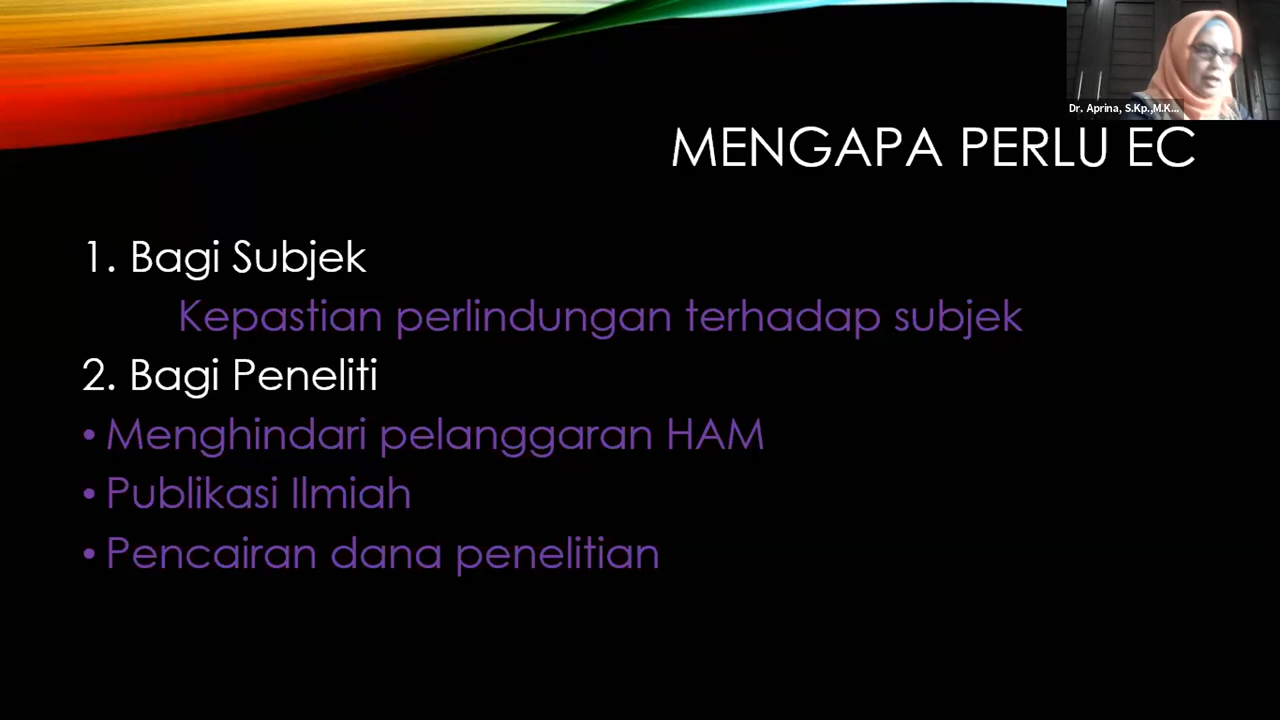 Dr. Aprina, S.Kp.,M.K...
MENGAPA PERLU EC
1. Bagi Subjek
Kepastian perlindungan terhadap subjek
2. Bagi Peneliti
• Menghindari pelanggaran HAM
• Publikasi Ilmiah
• Pencairan dana penelitian